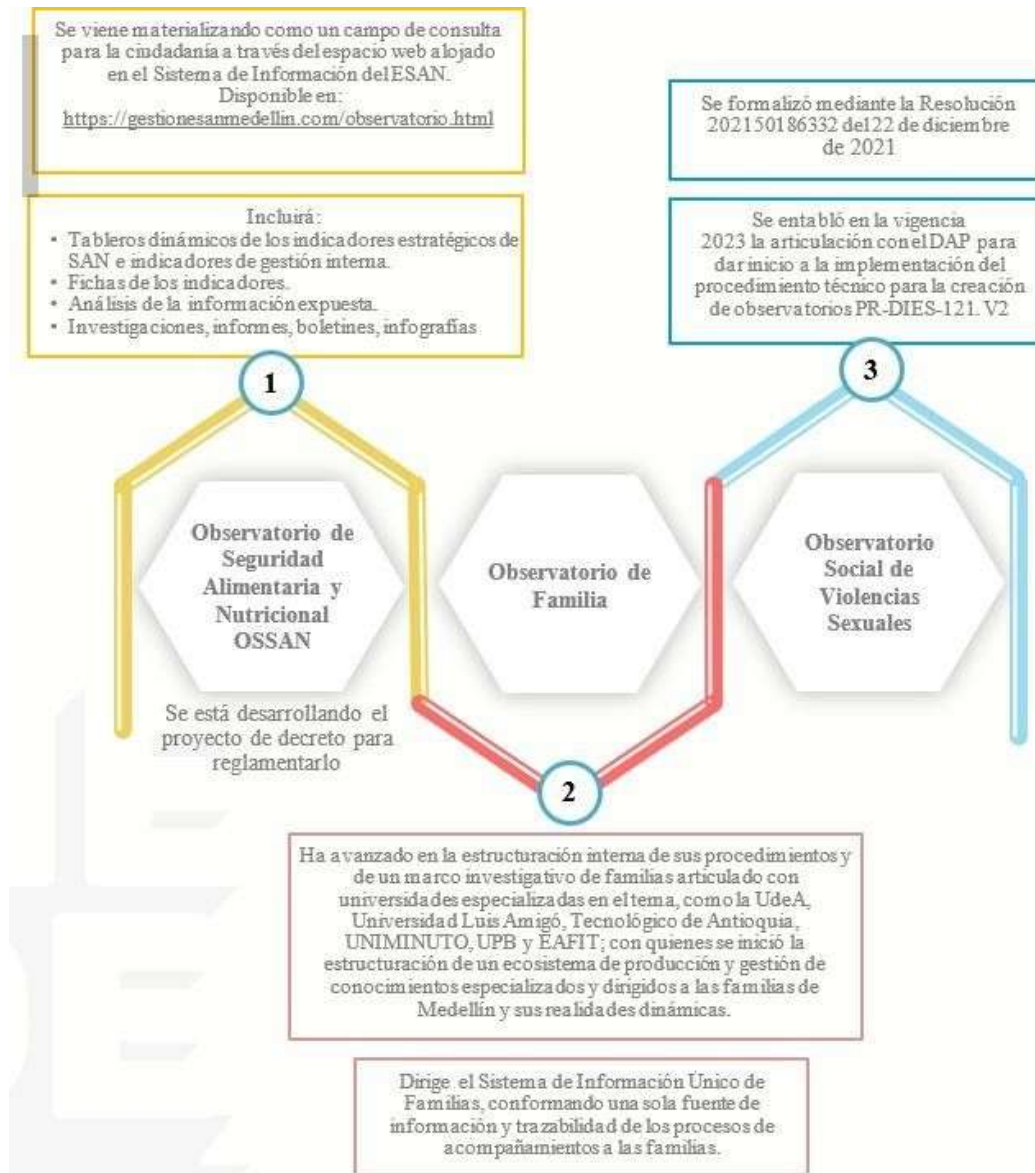 Se viene materializando como un campo de consulta
para la ciudadanía a través del espacio web alojado
en el Sistema de Información del ESAN.
Disponible en:
https://gestionesanmedellin.com/observatorio.html
Incluirá:
• Tableros dinámicos de los indicadores estratégicos de
SAN e indicadores de gestión interna.
• Fichas de los indicadores.
• Análisis de la información expuesta.
• Investigaciones, informes, boletines, infografías
1
Observatorio de
Seguridad
Alimentaria y
Nutricional
OSSAN
Se está desarrollando el
proyecto de decreto para
reglamentarlo
Observatorio de
Familia
2
Ha avanzado en la estructuración interna de sus procedimientos y
de un marco investigativo de familias articulado con
universidades especializadas en el tema, como la UdeA,
Universidad Luis Amigó, Tecnológico de Antioquia,
UNIMINUTO, UPB y EAFIT; con quienes se inició la
estructuración de un ecosistema de producción y gestión de
conocimientos especializados y dirigidos a las familias de
Medellín y sus realidades dinámicas.
Dirige el Sistema de Información Único de
Familias, conformando una sola fuente de
información y trazabilidad de los procesos de
acompañamientos a las familias.
Se formalizó mediante la Resolución
202150186332 del 22 de diciembre
de 2021
Se entabló en la vigencia
2023 la articulación con el DAP para
dar inicio a la implementación del
procedimiento técnico para la creación
de observatorios PR-DIES-121. V2
3
Observatorio
Social de
Violencias
Sexuales